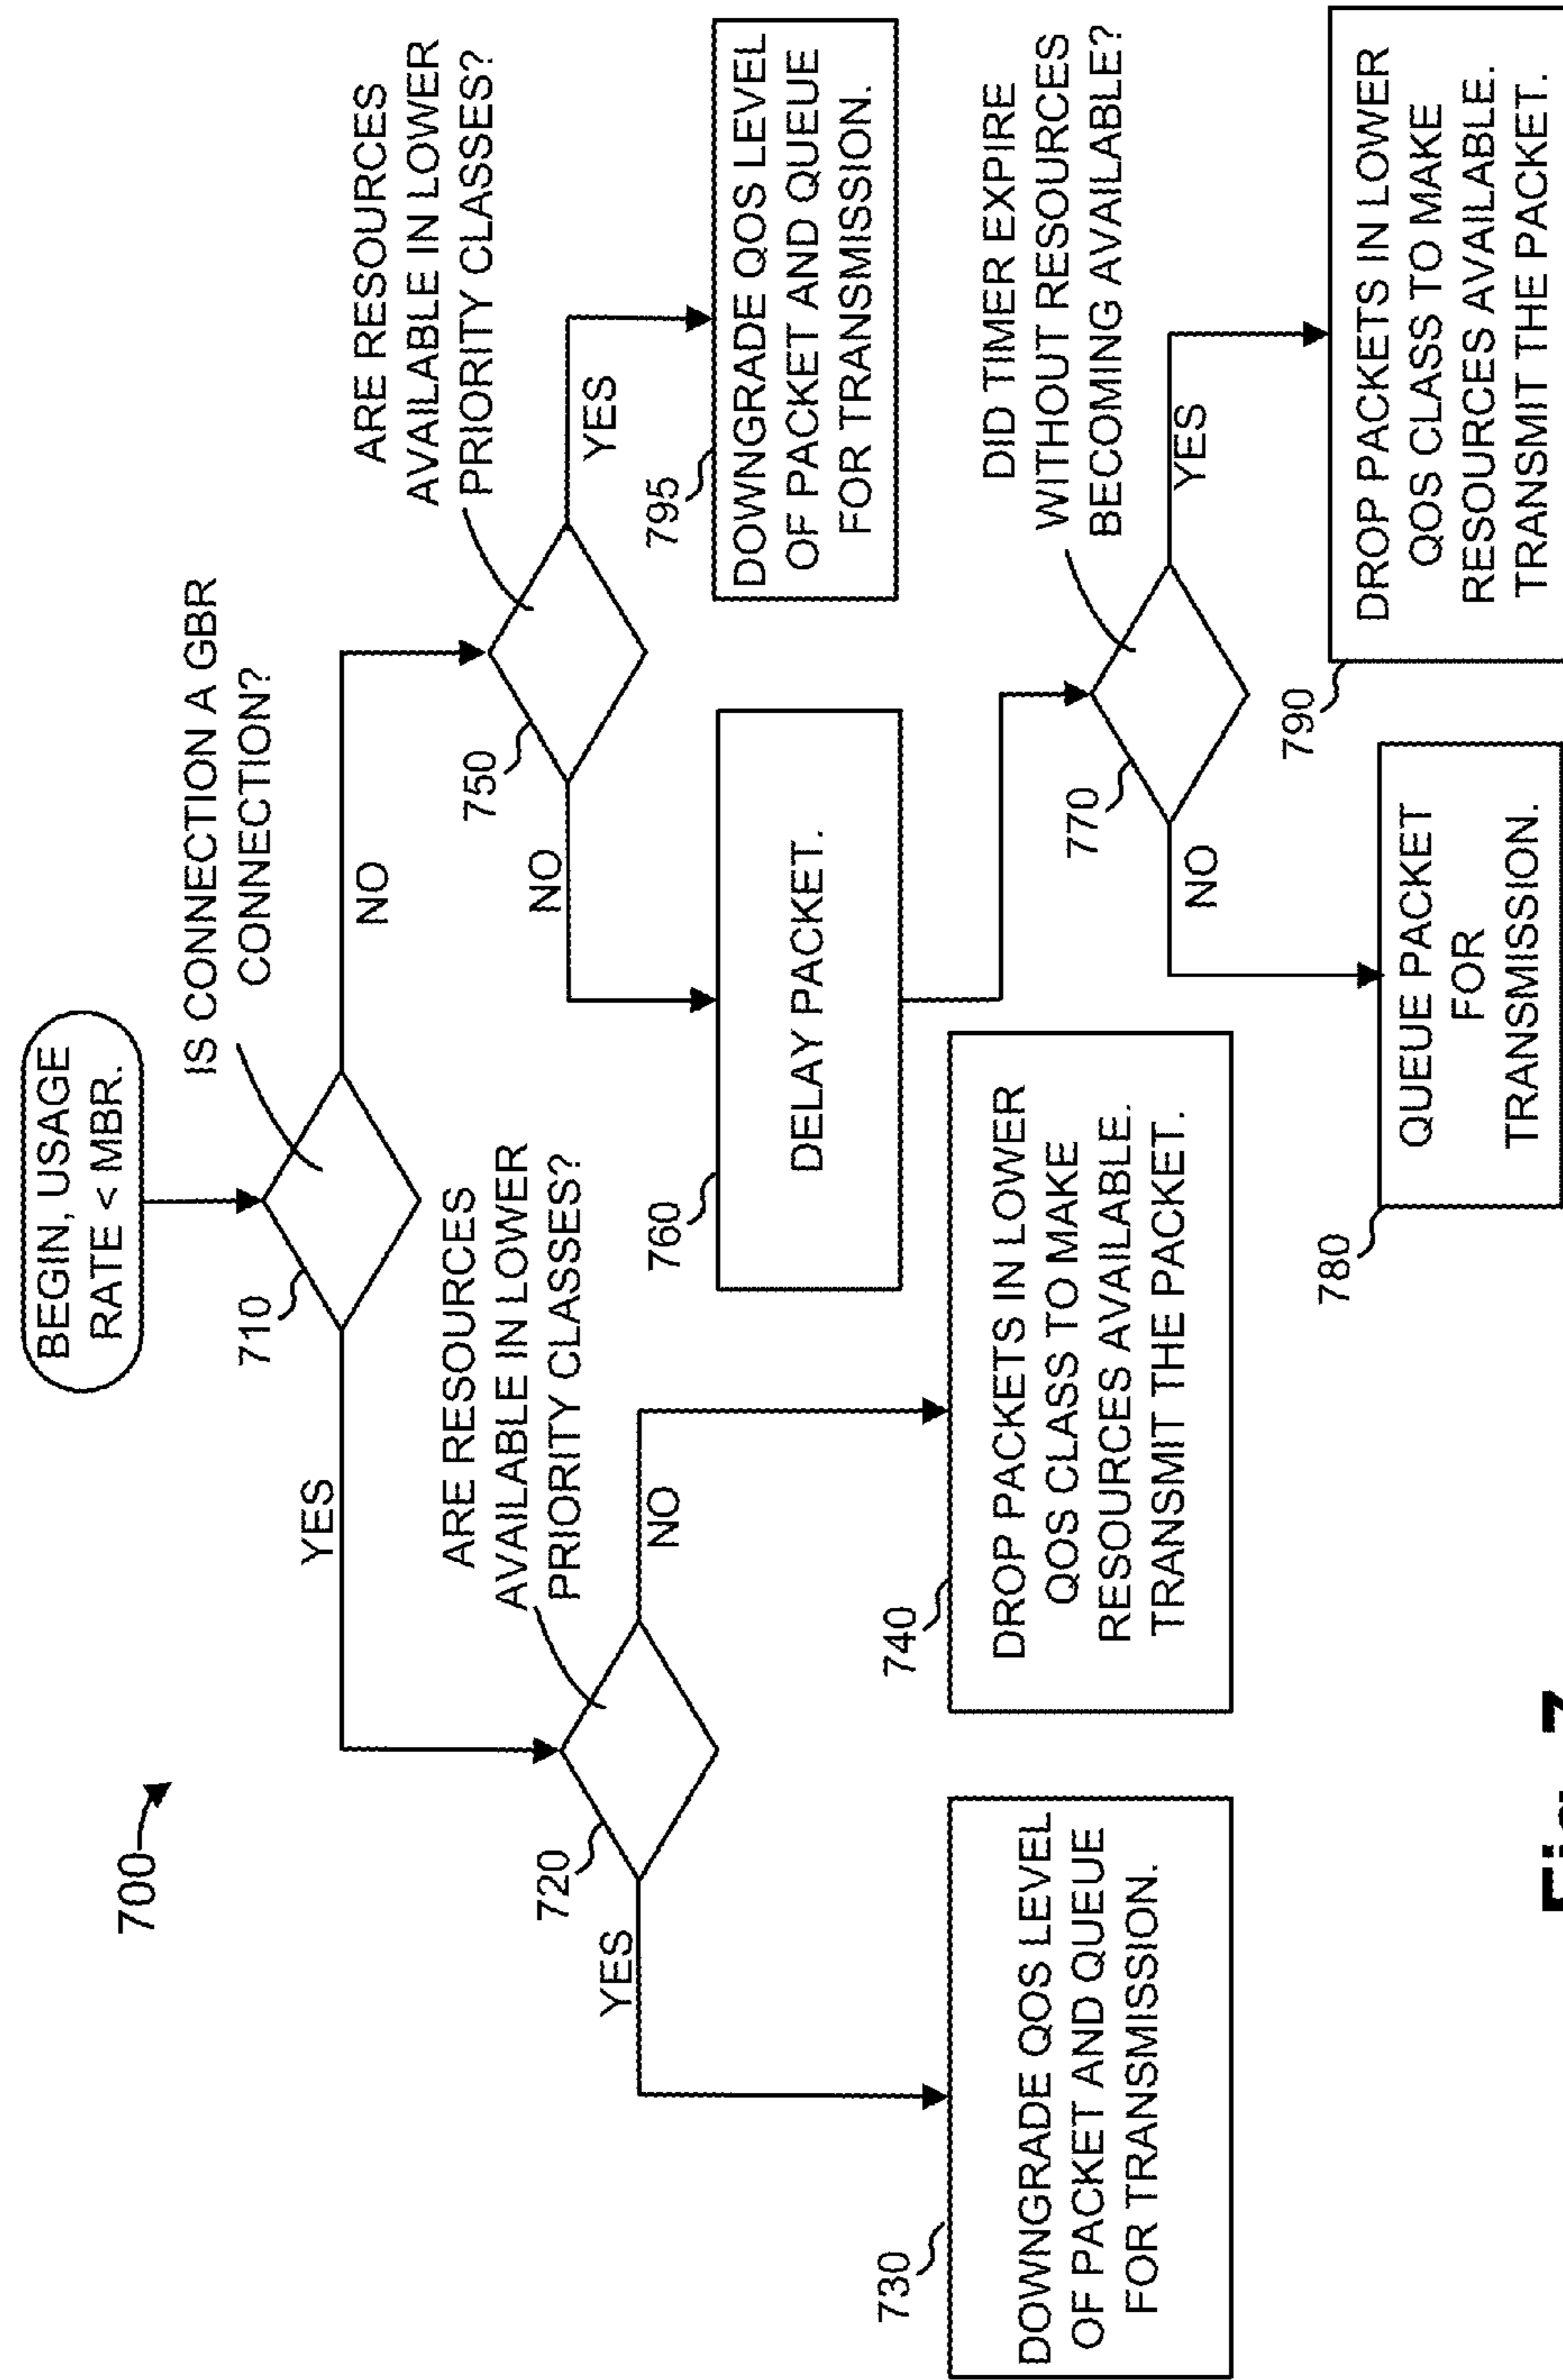 700
BEGIN, USAGE
RATE < MBR.
IS CONNECTION A GBR
CONNECTION?
710
YES
NO
ARE RESOURCES
AVAILABLE IN LOWER
PRIORITY CLASSES?
720
YES
NO
730
DOWNGRADE QOS LEVEL
OF PACKET AND QUEUE
FOR TRANSMISSION.
740
DROP PACKETS IN LOWER
QOS CLASS TO MAKE
RESOURCES AVAILABLE.
TRANSMIT THE PACKET.
ARE RESOURCES
AVAILABLE IN LOWER
PRIORITY CLASSES?
750
NO
YES
760
DELAY PACKET.
795
DOWNGRADE QOS LEVEL
OF PACKET AND QUEUE
FOR TRANSMISSION.
DID TIMER EXPIRE
WITHOUT RESOURCES
BECOMING AVAILABLE?
770
NO
YES
780
QUEUE PACKET
FOR
TRANSMISSION.
790
DROP PACKETS IN LOWER
QOS CLASS TO MAKE
RESOURCES AVAILABLE.
TRANSMIT THE PACKET.